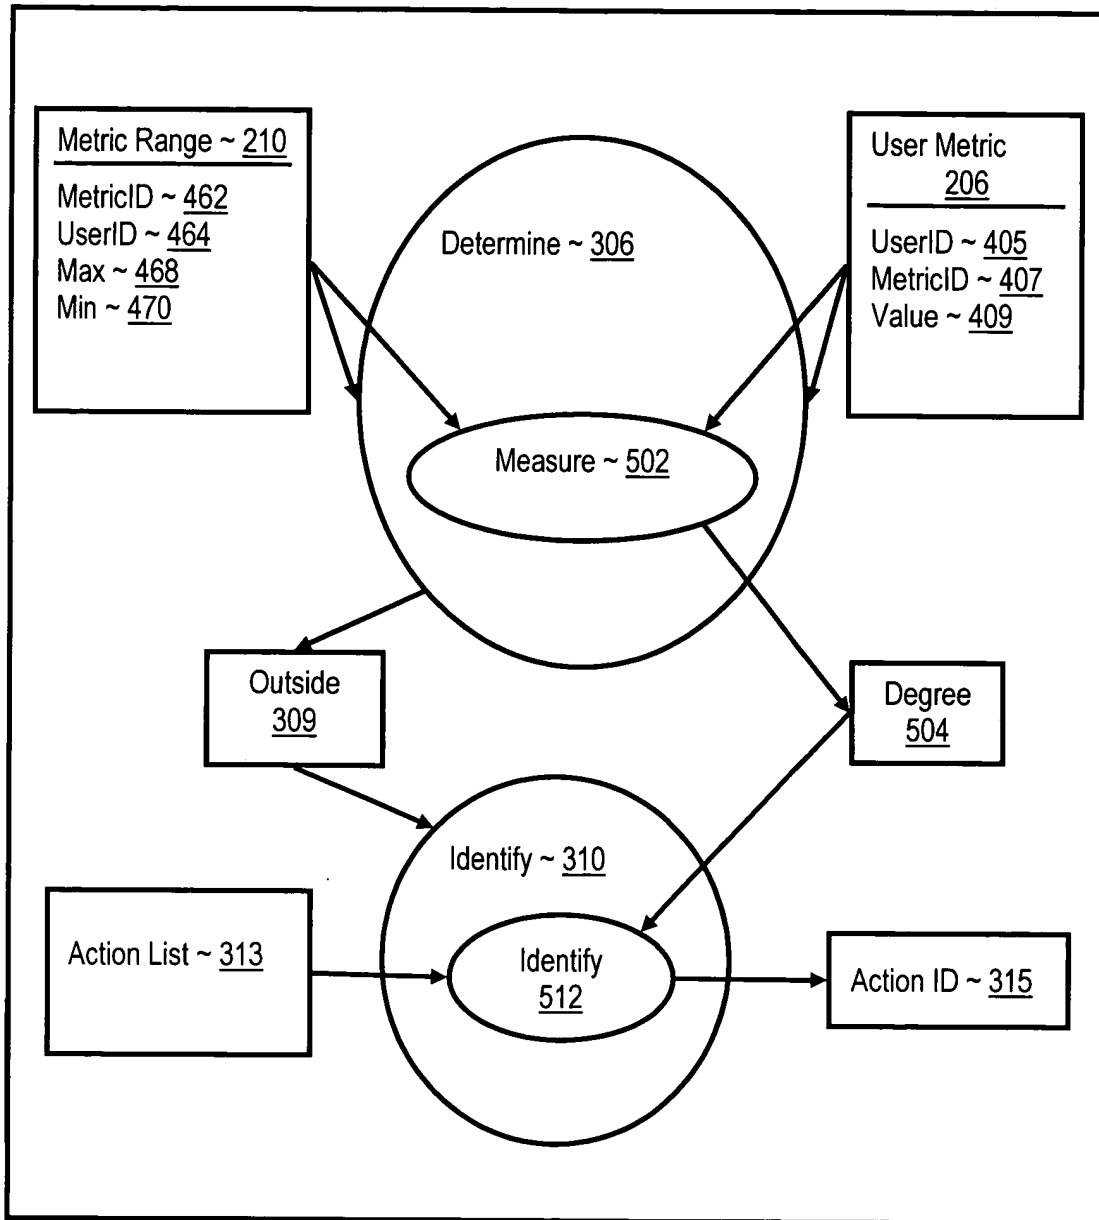 Metric Range ~ 210
MetricID ~ 462
UserID ~ 464
Max ~ 468
Min ~ 470
User Metric
206
UserID ~ 405
MetricID ~ 407
Value ~ 409
Determine ~ 306
Measure ~ 502
Outside
309
Degree
504
Identify ~ 310
Action List ~ 313
Identify
512
Action ID ~ 315